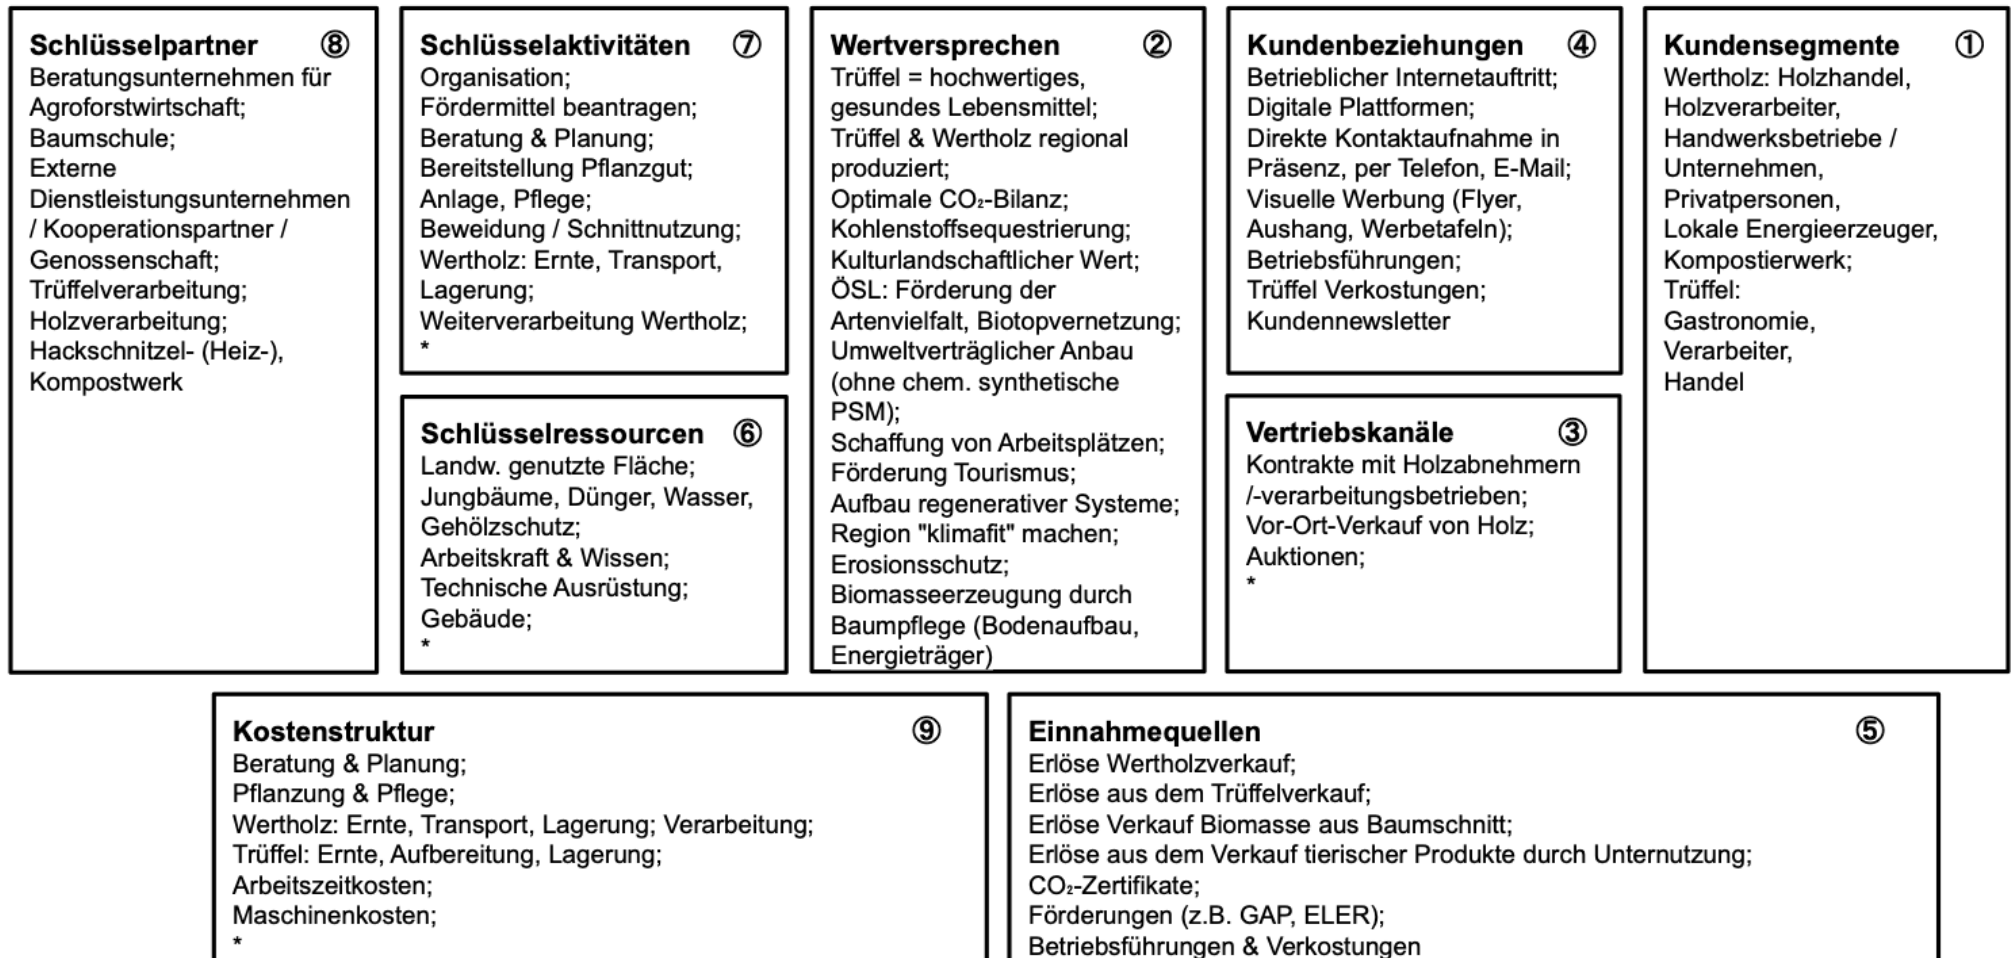 Schlüsselpartner ⑧
Beratungsunternehmen für
Agroforstwirtschaft;
Baumschule;
Externe
Dienstleistungsunternehmen
/ Kooperationspartner /
Genossenschaft;
Trüffelverarbeitung;
Holzverarbeitung;
Hackschnitzel- (Heiz-),
Kompostwerk
Schlüsselaktivitäten ⑦
Organisation;
Fördermittel beantragen;
Beratung & Planung;
Bereitstellung Pflanzgut;
Anlage, Pflege;
Beweidung / Schnittnutzung;
Wertholz: Ernte, Transport,
Lagerung;
Weiterverarbeitung Wertholz;
*
Schlüsselressourcen ⑥
Landw. genutzte Fläche;
Jungbäume, Dünger, Wasser,
Gehölzschutz;
Arbeitskraft & Wissen;
Technische Ausrüstung;
Gebäude;
*
Wertversprechen ②
Trüffel = hochwertiges,
gesundes Lebensmittel;
Trüffel & Wertholz regional
produziert;
Optimale CO₂-Bilanz;
Kohlenstoffsequestrierung;
Kulturlandschaftlicher Wert;
ÖSL: Förderung der
Artenvielfalt, Biotopvernetzung;
Umweltverträglicher Anbau
(ohne chem. synthetische
PSM);
Schaffung von Arbeitsplätzen;
Förderung Tourismus;
Aufbau regenerativer Systeme;
Region "klimafit" machen;
Erosionsschutz;
Biomasseerzeugung durch
Baumpflege (Bodenaufbau,
Energieträger)
Kundenbeziehungen ④
Betrieblicher Internetauftritt;
Digitale Plattformen;
Direkte Kontaktaufnahme in
Präsenz, per Telefon, E-Mail;
Visuelle Werbung (Flyer,
Aushang, Werbetafeln);
Betriebsführungen;
Trüffel Verkostungen;
Kundennewsletter
Vertriebskanäle ③
Kontrakte mit Holzabnehmern
/-verarbeitungsbetrieben;
Vor-Ort-Verkauf von Holz;
Auktionen;
*
Kundensegmente ①
Wertholz: Holzhandel,
Holzverarbeiter,
Handwerksbetriebe /
Unternehmen,
Privatpersonen,
Lokale Energieerzeuger,
Kompostierwerk;
Trüffel:
Gastronomie,
Verarbeiter,
Handel
Kostenstruktur ⑨
Beratung & Planung;
Pflanzung & Pflege;
Wertholz: Ernte, Transport, Lagerung; Verarbeitung;
Trüffel: Ernte, Aufbereitung, Lagerung;
Arbeitszeitkosten;
Maschinenkosten;
*
Einnahmequellen ⑤
Erlöse Wertholzverkauf;
Erlöse aus dem Trüffelverkauf;
Erlöse Verkauf Biomasse aus Baumschnitt;
Erlöse aus dem Verkauf tierischer Produkte durch Unternutzung;
CO₂-Zertifikate;
Förderungen (z.B. GAP, ELER);
Betriebsführungen & Verkostungen